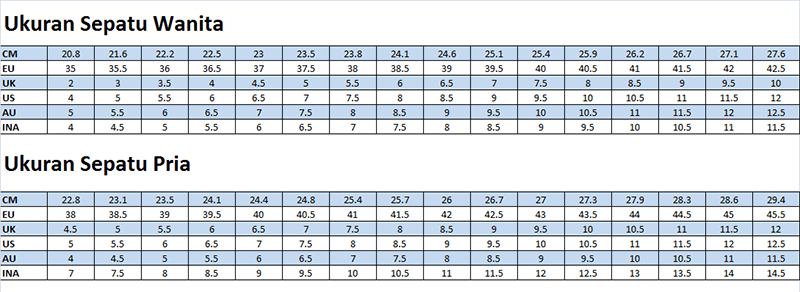 Ukuran Sepatu Wanita
CM 20.8 21.6 22.2 22.5 23 23.5 23.8 24.1 24.6 25.1 25.4 25.9 26.2 26.7 27.1 27.6
EU 35 35.5 36 36.5 37 37.5 38 38.5 39 39.5 40 40.5 41 41.5 42 42.5
UK 2 3 3.5 4 4.5 5 5.5 6 6.5 7 7.5 8 8.5 9 9.5 10
US 4 5 5.5 6 6.5 7 7.5 8 8.5 9 9.5 10 10.5 11 11.5 12
AU 5 5.5 6 6.5 7 7.5 8 8.5 9 9.5 10 10.5 11 11.5 12 12.5
INA 4 4.5 5 5.5 6 6.5 7 7.5 8 8.5 9 9.5 10 10.5 11 11.5
Ukuran Sepatu Pria
CM 22.8 23.1 23.5 24.1 24.4 24.8 25.4 25.7 26 26.7 27 27.3 27.9 28.3 28.6 29.4
EU 38 38.5 39 39.5 40 40.5 41 41.5 42 42.5 43 43.5 44 44.5 45 45.5
UK 4.5 5 5.5 6 6.5 7 7.5 8 8.5 9 9.5 10 10.5 11 11.5 12
US 5 5.5 6 6.5 7 7.5 8 8.5 9 9.5 10 10.5 11 11.5 12 12.5
AU 4 4.5 5 5.5 6 6.5 7 7.5 8 8.5 9 9.5 10 10.5 11 11.5
INA 7 7.5 8 8.5 9 9.5 10 10.5 11 11.5 12 12.5 13 13.5 14 14.5